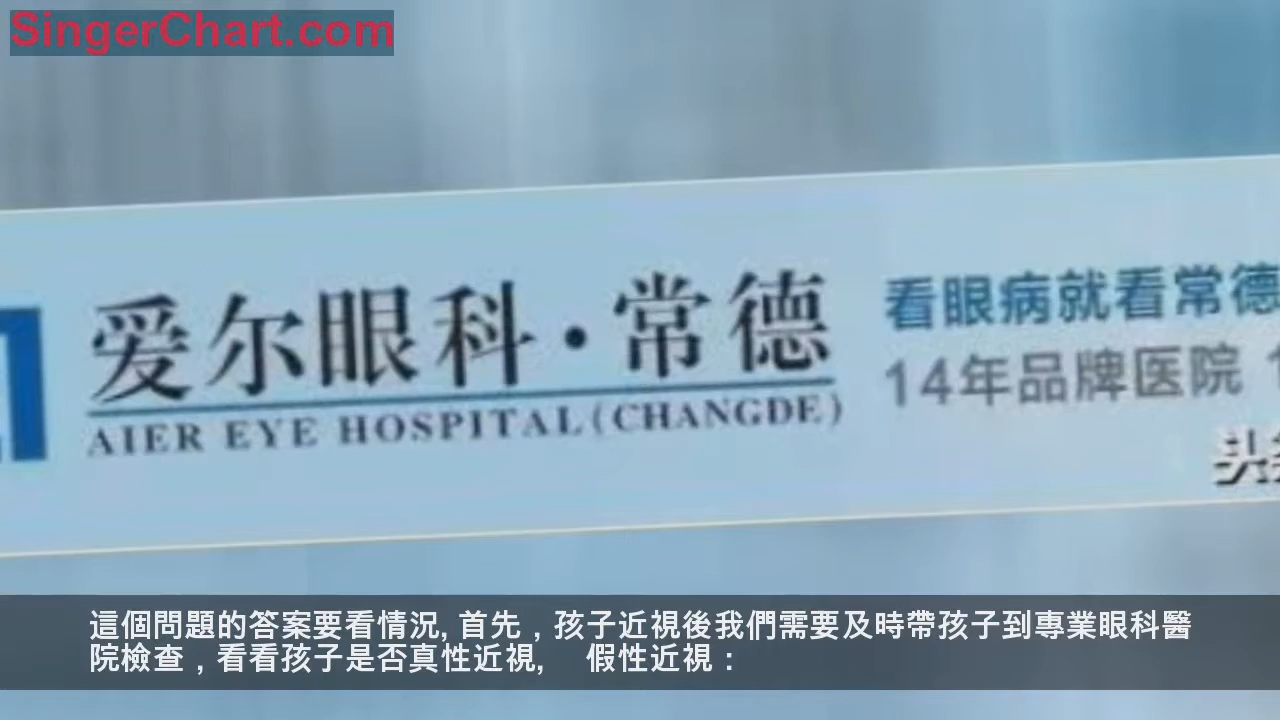 SingerChart.com
爱尔眼科·常德
AIER EYE HOSPITAL(CHANGDE)
看眼病就看常德
14年品牌医院
头
這個問題的答案要看情況, 首先，孩子近視後我們需要及時帶孩子到專業眼科醫
院檢查，看看孩子是否真性近視, 假性近視：